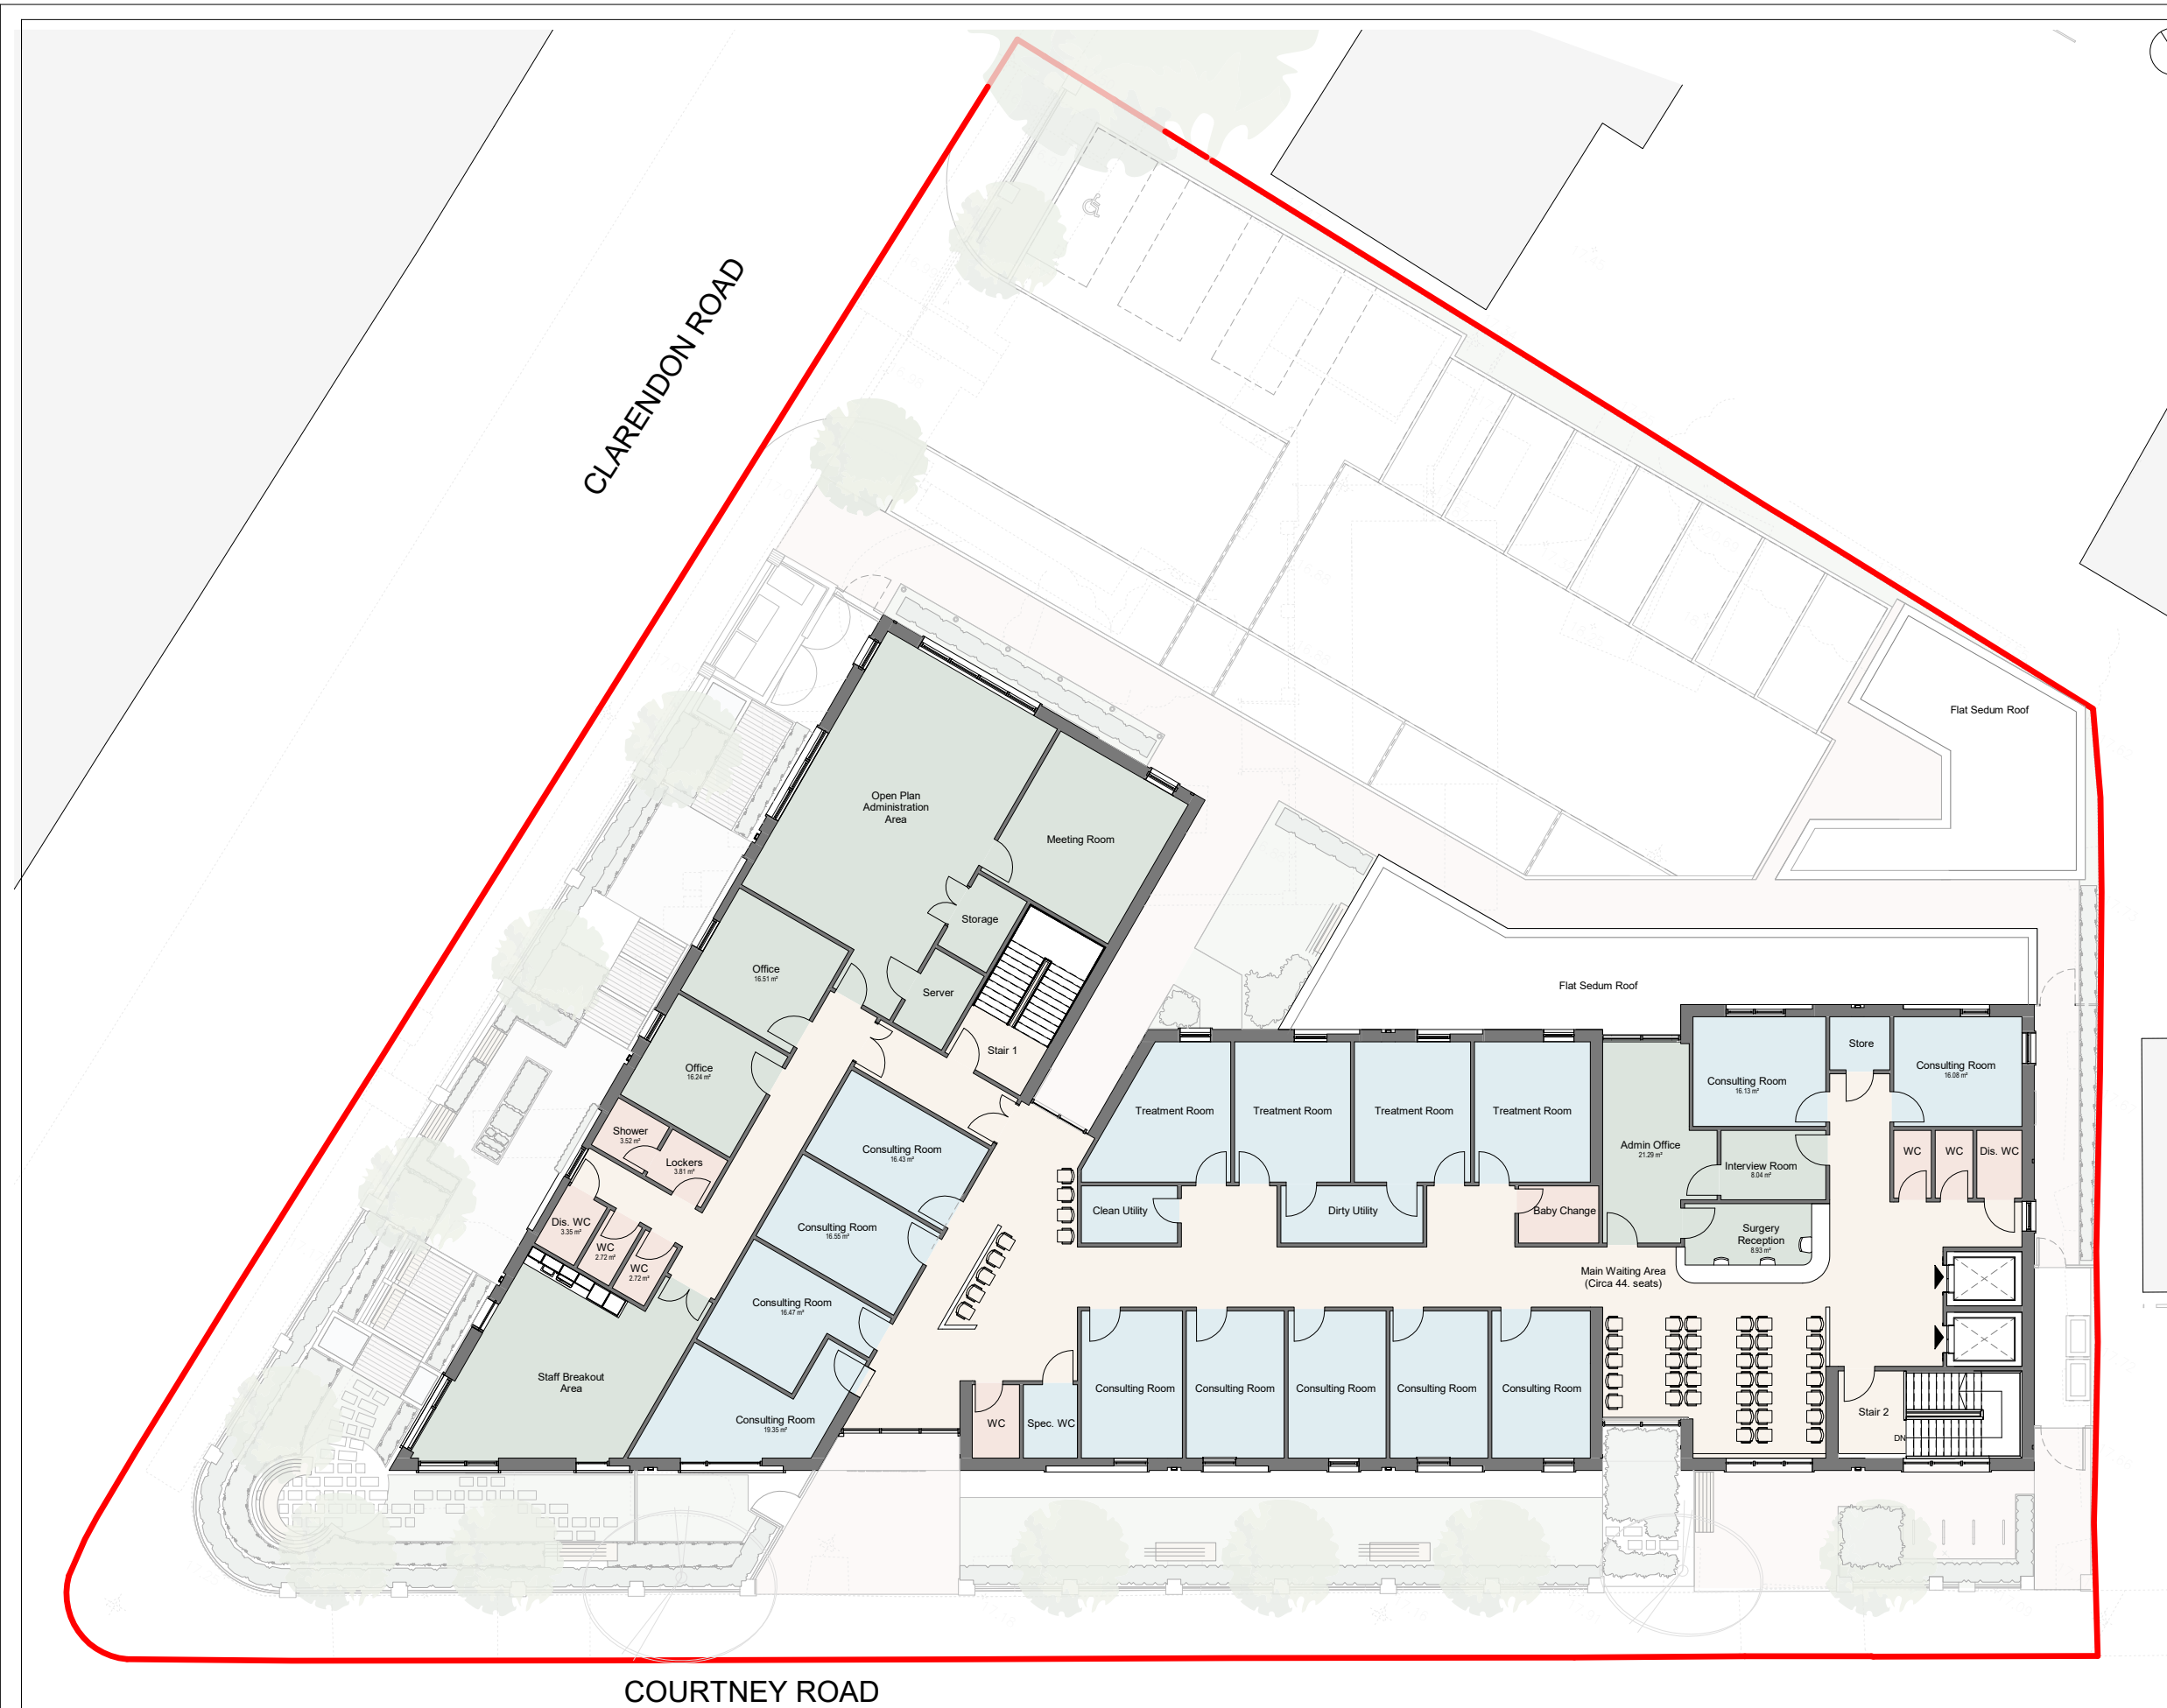 CLARENDON ROAD
Flat Sedum Roof
Open Plan
Administration
Area
Meeting Room
Storage
Office
16.51 m²
Server
Flat Sedum Roof
Stair 1
Office
16.24 m²
Store
Consulting Room
16.08 m²
Consulting Room
16.13 m²
Treatment Room
Treatment Room
Treatment Room
Treatment Room
Shower
3.52 m²
Lockers
3.81 m²
Consulting Room
16.43 m²
Admin Office
21.29 m²
Interview Room
8.04 m²
WC
WC
Dis. WC
Clean Utility
Dirty Utility
Baby Change
Dis. WC
3.35 m²
WC
2.72 m²
WC
2.72 m²
Consulting Room
16.55 m²
Surgery
Reception
8.93 m²
Main Waiting Area
(Circa 44. seats)
Consulting Room
16.47 m²
Staff Breakout
Area
Consulting Room
19.35 m²
WC
Spec. WC
Consulting Room
Consulting Room
Consulting Room
Consulting Room
Consulting Room
Stair 2
DN
COURTNEY ROAD